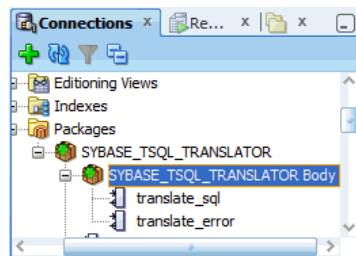 Connections x Re... x x
Editioning Views
Indexes
Packages
SYBASE_TSQL_TRANSLATOR
SYBASE_TSQL_TRANSLATOR Body
translate_sql
translate_error